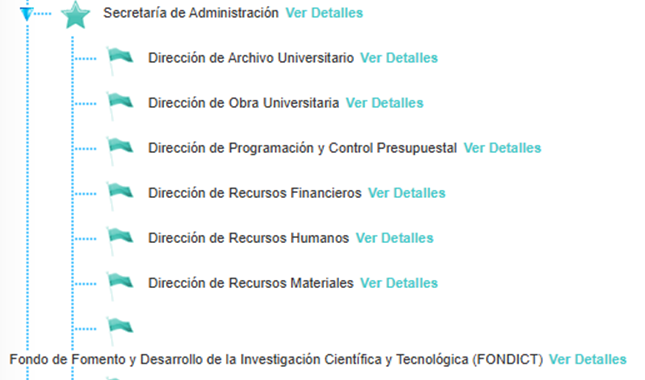 Secretaría de Administración Ver Detalles
Dirección de Archivo Universitario Ver Detalles
Dirección de Obra Universitaria Ver Detalles
Dirección de Programación y Control Presupuestal Ver Detalles
Dirección de Recursos Financieros Ver Detalles
Dirección de Recursos Humanos Ver Detalles
Dirección de Recursos Materiales Ver Detalles
Fondo de Fomento y Desarrollo de la Investigación Científica y Tecnológica (FONDICT) Ver Detalles